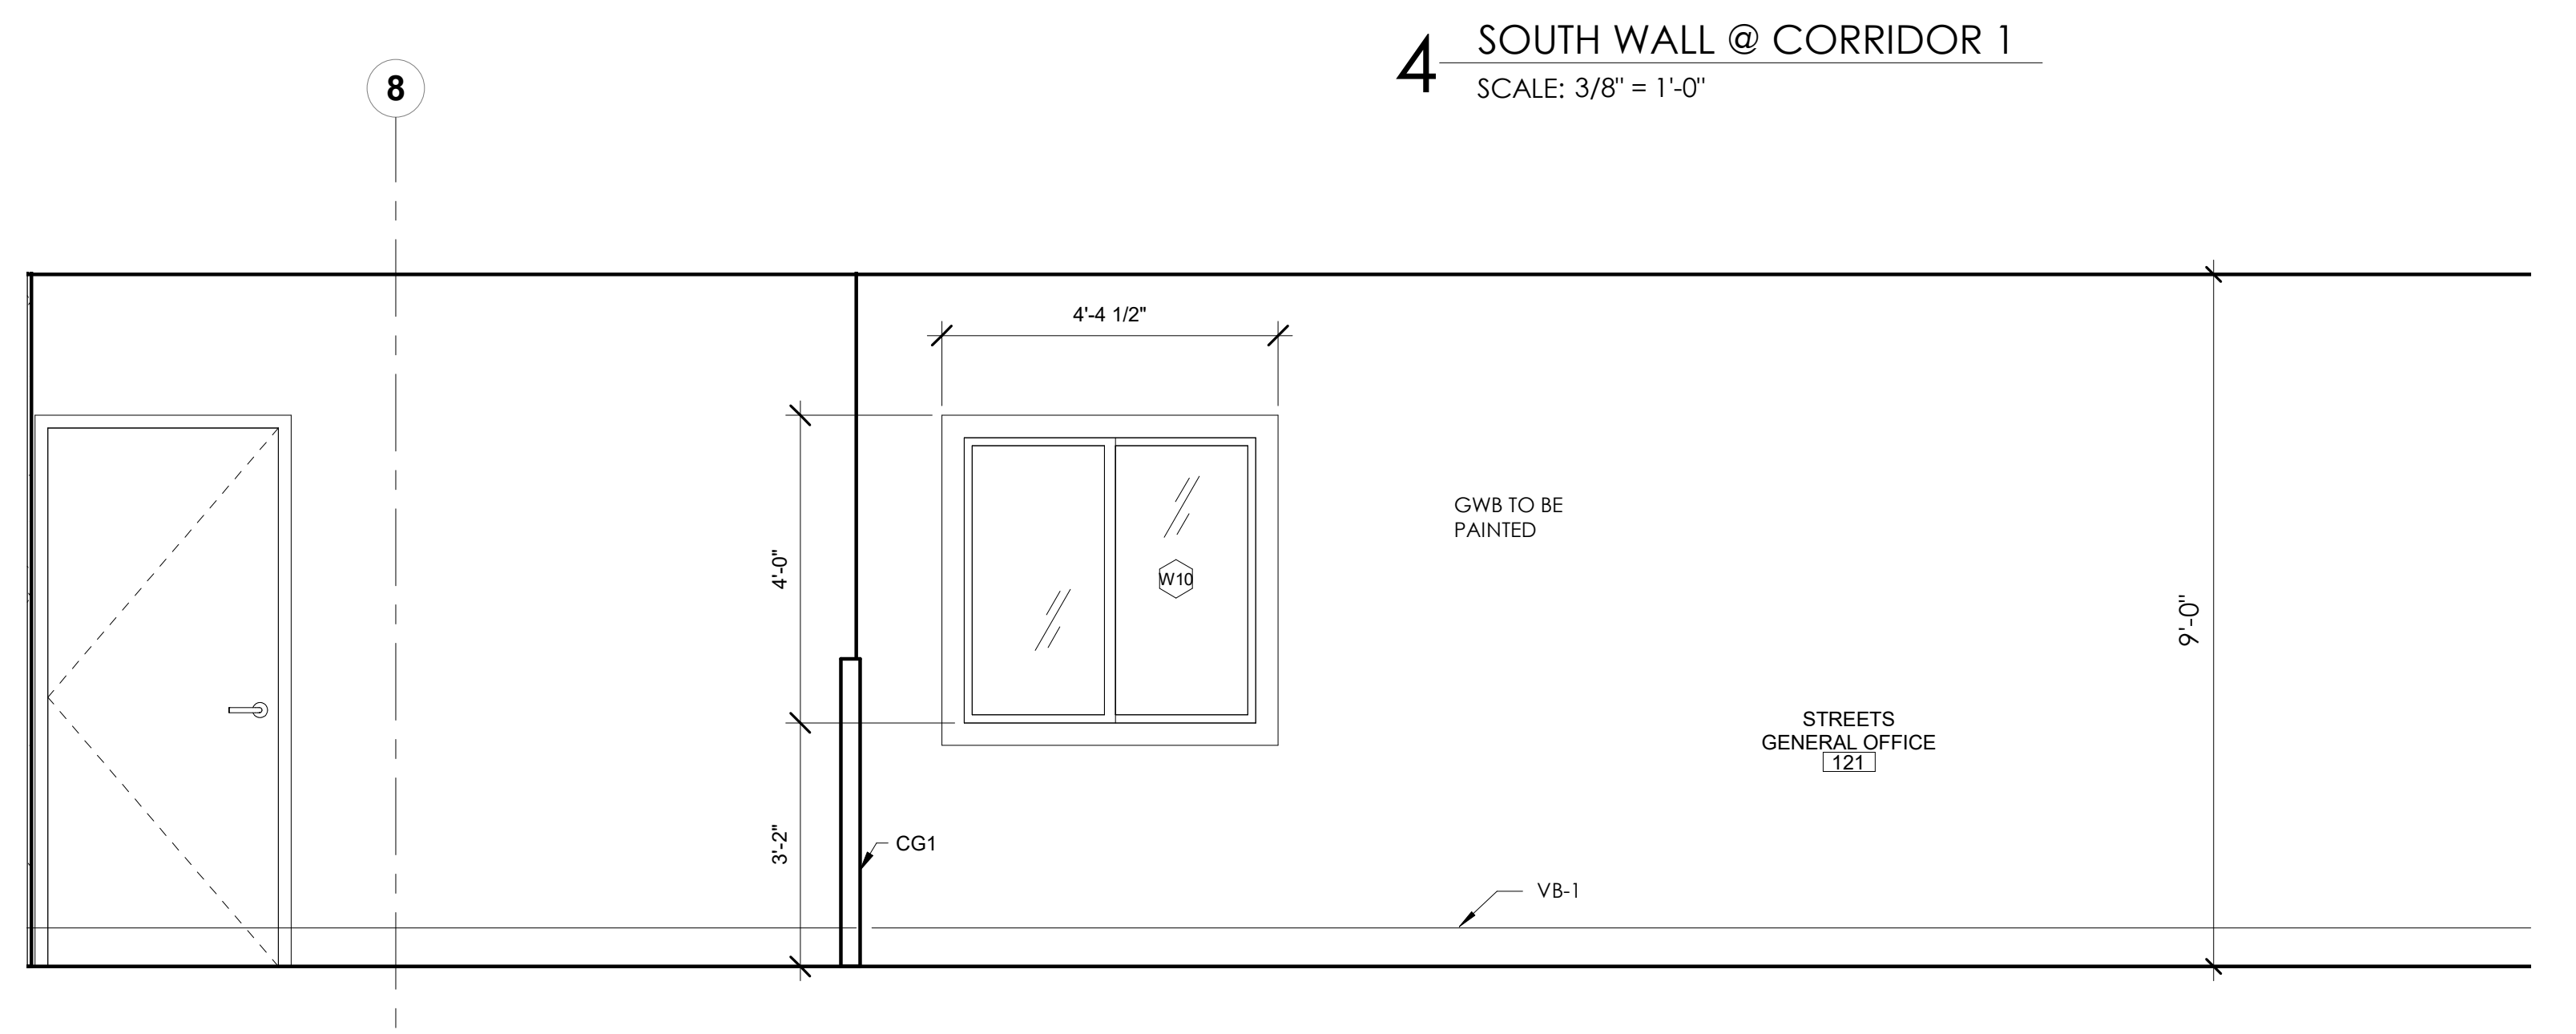 4 SOUTH WALL @ CORRIDOR 1
SCALE: 3/8" = 1'-0"
8
4'-4 1/2"
4'-0"
W10
GWB TO BE
PAINTED
9'-0"
STREETS
GENERAL OFFICE
121
3'-2"
CG1
VB-1